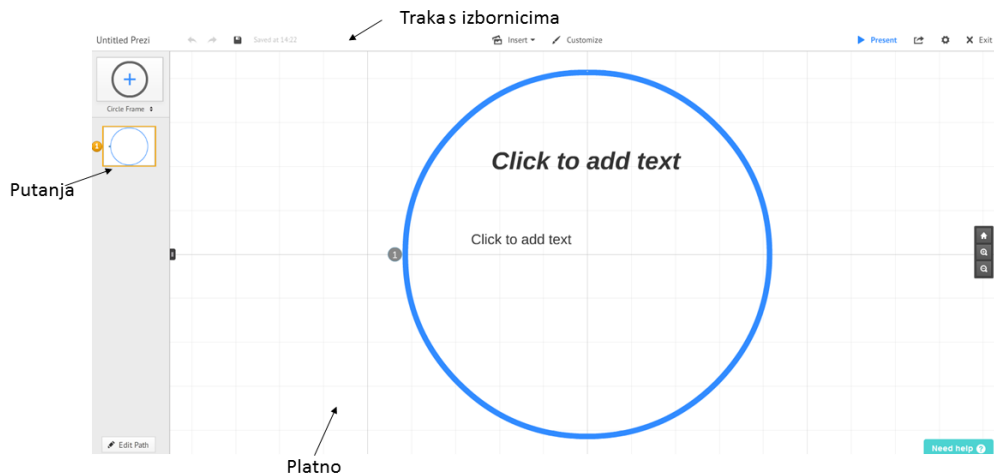 Traka s izbornicima
Untitled Prezi Saved at 14:22 Insert Customize Present X Exit
Circle Frame
1
Putanja
Click to add text
Click to add text
1
Edit Path
Need help ?
Platno